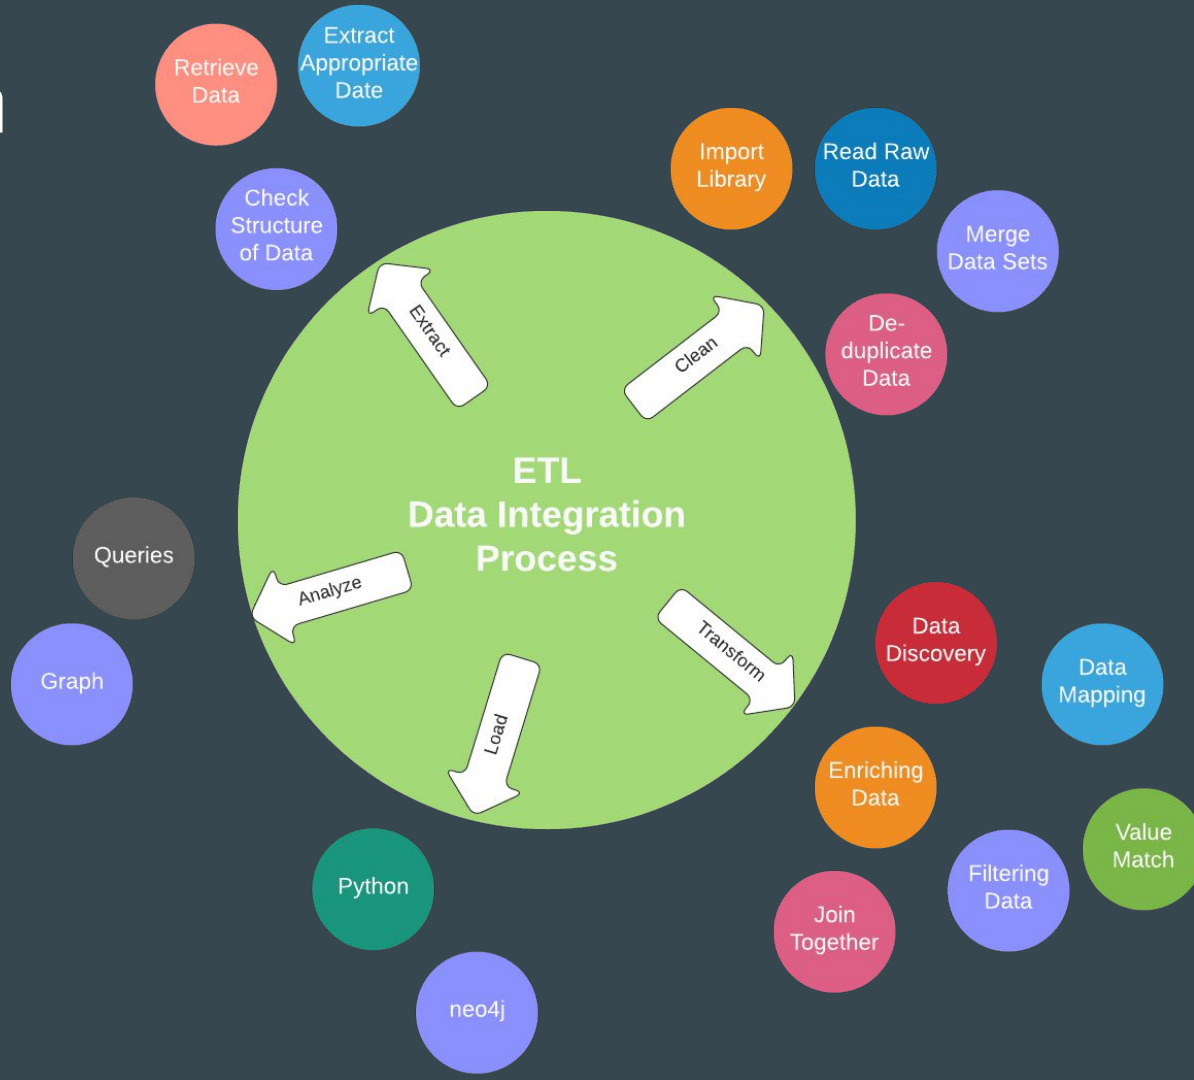 Retrieve
Data
Extract
Appropriate
Date
Check
Structure
of Data
Import
Library
Read Raw
Data
Merge
Data Sets
De-
duplicate
Data
Extract
Clean
ETL
Data Integration
Process
Analyze
Transform
Load
Queries
Graph
Data
Discovery
Data
Mapping
Enriching
Data
Value
Match
Filtering
Data
Join
Together
Python
neo4j